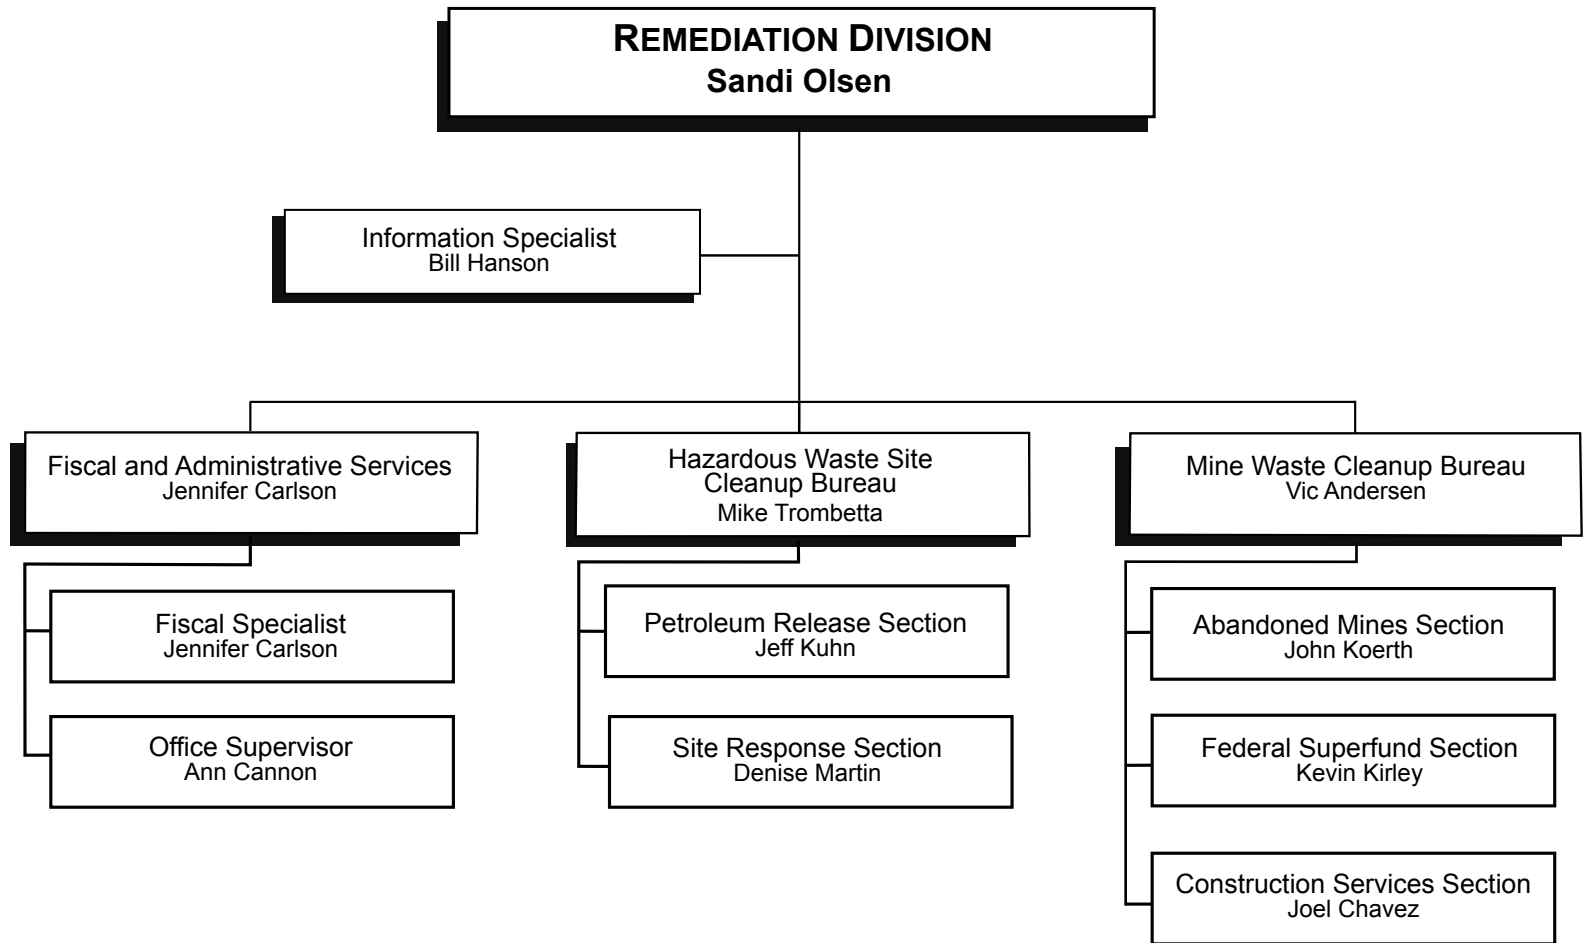 REMEDIATION DIVISION
Sandi Olsen
Information Specialist
Bill Hanson
Fiscal and Administrative Services
Jennifer Carlson
Fiscal Specialist
Jennifer Carlson
Office Supervisor
Ann Cannon
Hazardous Waste Site
Cleanup Bureau
Mike Trombetta
Petroleum Release Section
Jeff Kuhn
Site Response Section
Denise Martin
Mine Waste Cleanup Bureau
Vic Andersen
Abandoned Mines Section
John Koerth
Federal Superfund Section
Kevin Kirley
Construction Services Section
Joel Chavez